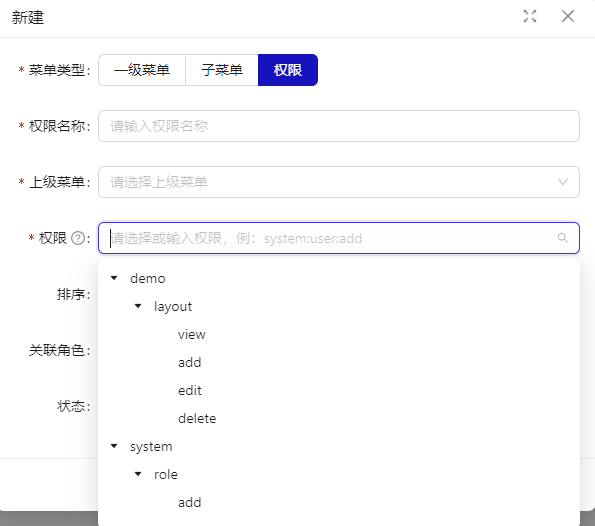 新建
* 菜单类型: 一级菜单 子菜单 权限
* 权限名称: 请输入权限名称
* 上级菜单: 请选择上级菜单
* 权限 ?: 请选择或输入权限，例：system:user:add
demo
排序:
layout
view
关联角色:
add
edit
状态:
delete
system
role
add